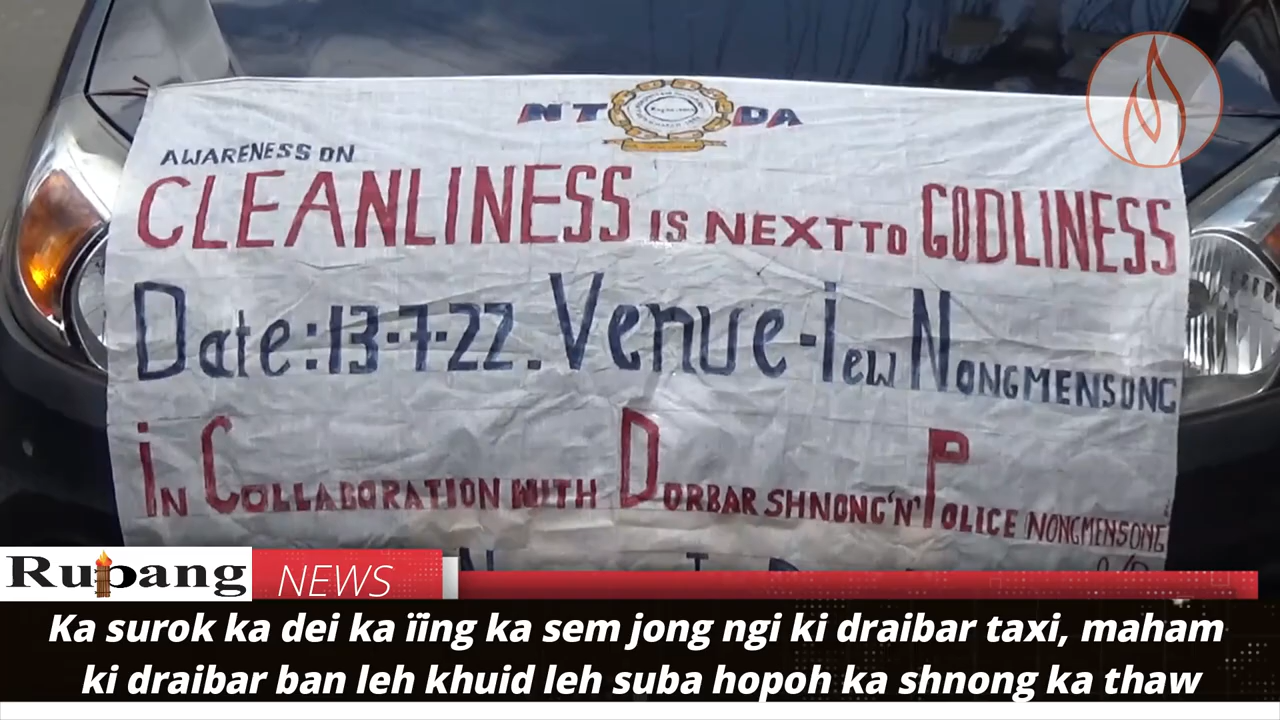 NT DA
AWARENESS ON
CLEANLINESS IS NEXT TO GODLINESS
Date:13-7-22. Venue-Iew NONGMENSONG
iN COLLABORATION WITH DORBAR SHNONG'N'POLICE NONGMENSONG
Rupang NEWS
Ka surok ka dei ka ïing ka sem jong ngi ki draibar taxi, maham
ki draibar ban leh khuid leh suba hopoh ka shnong ka thaw